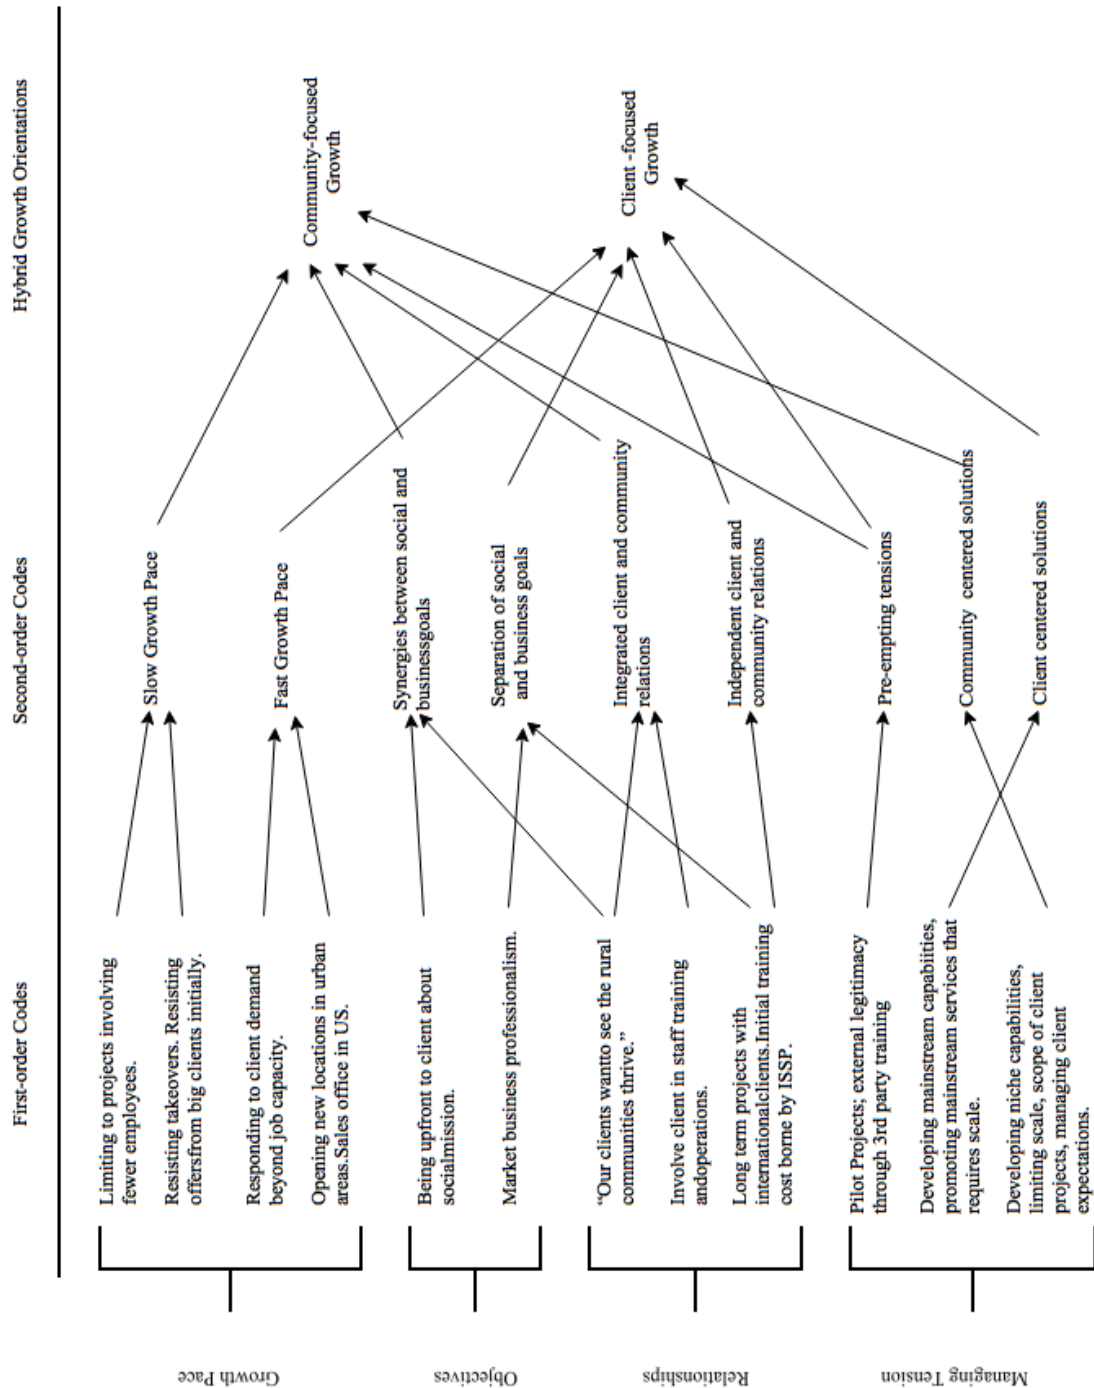 First-order Codes
Second-order Codes
Hybrid Growth Orientations
Growth Pace
Limiting to projects involving
fewer employees.
Resisting takeovers. Resisting
offersfrom big clients initially.
Responding to client demand
beyond job capacity.
Opening new locations in urban
areas.Sales office in US.
Objectives
Being upfront to client about
socialmission.
Market business professionalism.
Relationships
“Our clients wantto see the rural
communities thrive.”
Involve client in staff training
andoperations.
Long term projects with
internationalclients.Initial training
cost borne by ISSP.
Managing Tension
Pilot Projects; external legitimacy
through 3rd party training
Developing mainstream capabiities,
promoting mainstream services that
requires scale.
Developing niche capabilities,
limiting scale, scope of client
projects, managing client
expectations.
Slow Growth Pace
Fast Growth Pace
Synergies between social and
businessgoals
Separation of social
and business goals
Integrated client and community
relations
Independent client and
community relations
Pre-empting tensions
Community centered solutions
Client centered solutions
Community-focused
Growth
Client -focused
Growth